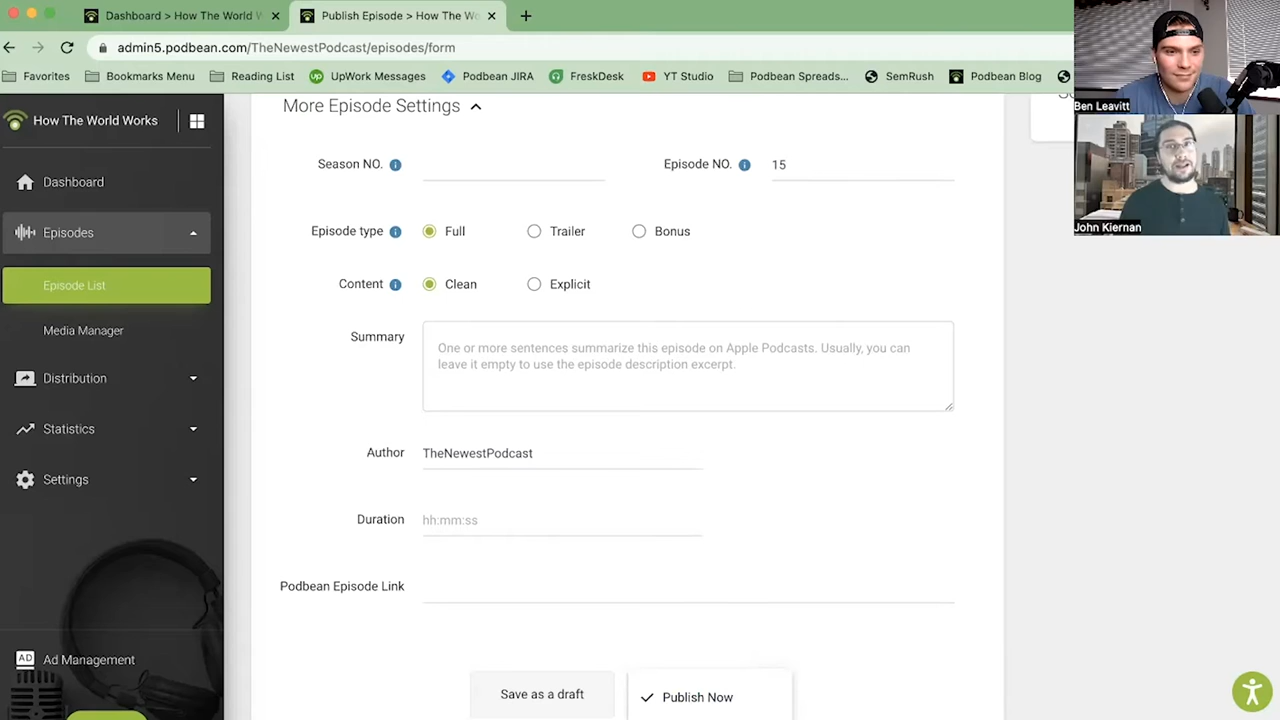 Dashboard > How The World W
Publish Episode > How The Wo
admin5.podbean.com/TheNewestPodcast/episodes/form
Favorites
Bookmarks Menu
Reading List
UpWork Messages
Podbean JIRA
FreskDesk
YT Studio
Podbean Spreads...
SemRush
Podbean Blog
Ben Leavitt
John Kiernan
How The World Works
Dashboard
Episodes
Episode List
Media Manager
Distribution
Statistics
Settings
AD Ad Management
More Episode Settings
Season NO.
Episode NO. 15
Episode type Full Trailer Bonus
Content Clean Explicit
Summary
One or more sentences summarize this episode on Apple Podcasts. Usually, you can
leave it empty to use the episode description excerpt.
Author TheNewestPodcast
Duration hh:mm:ss
Podbean Episode Link
Save as a draft
Publish Now